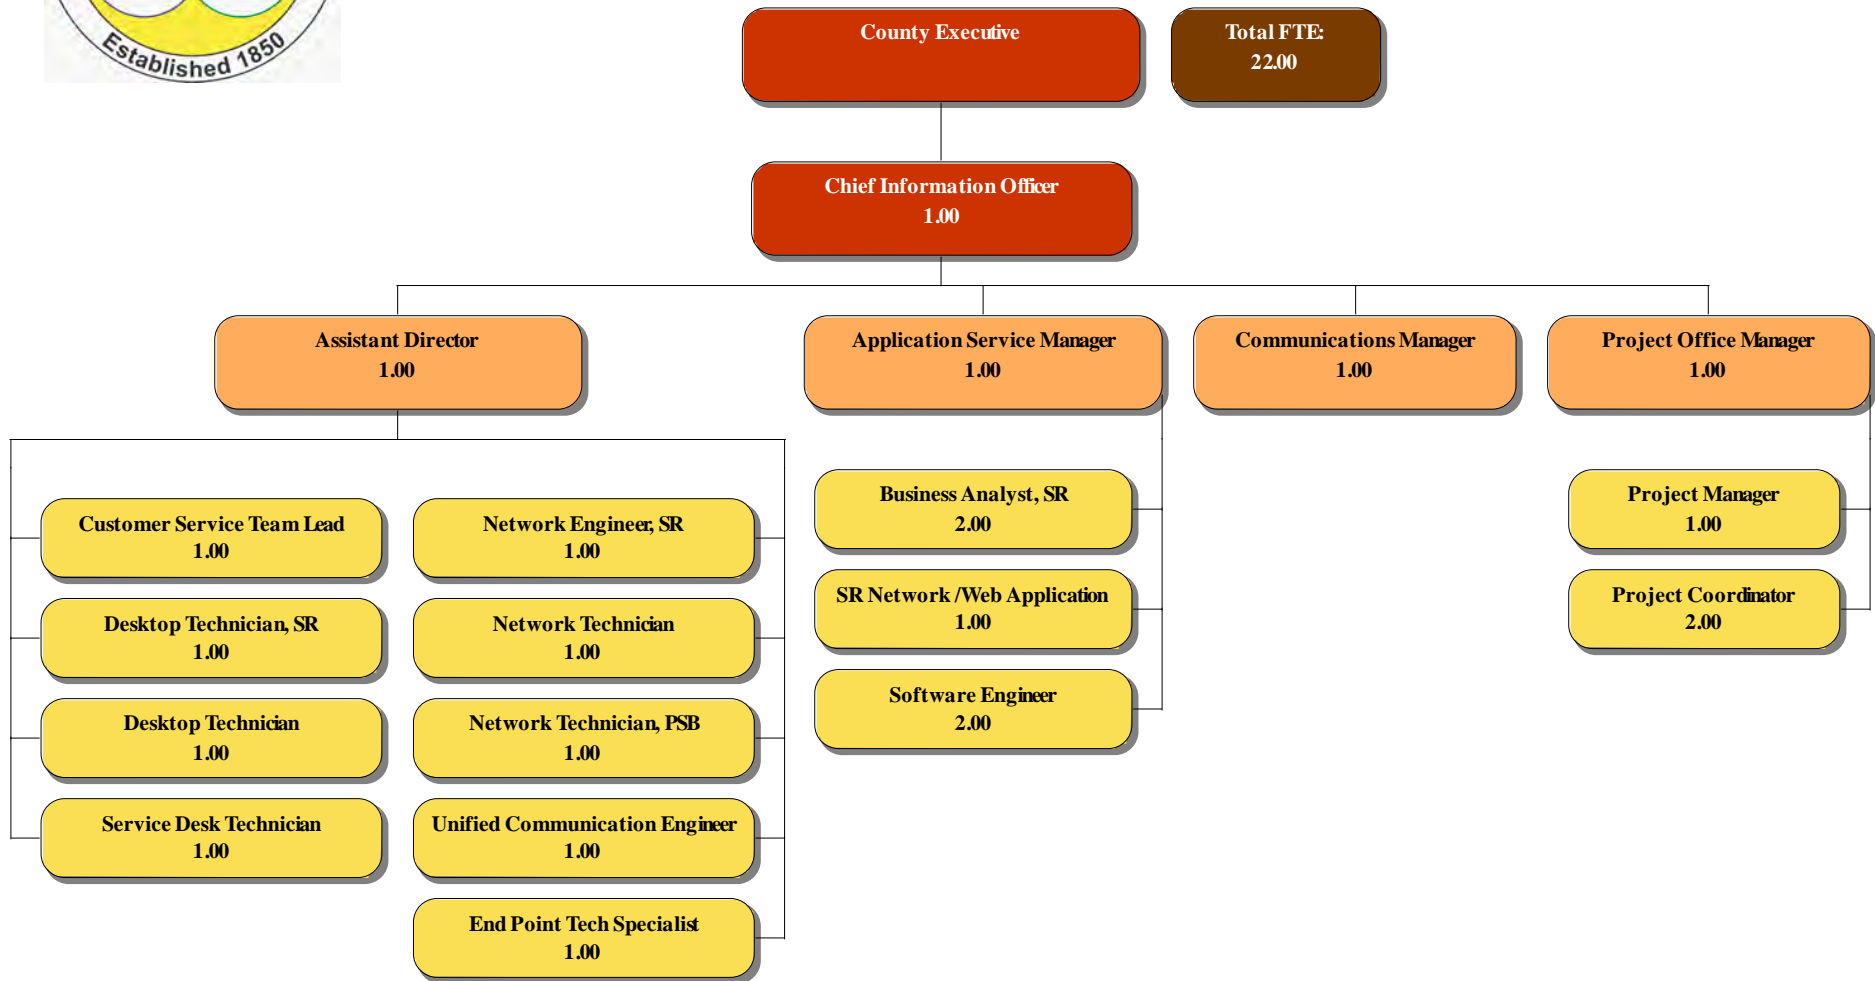 Established 1850
County Executive
Total FTE:
22.00
Chief Information Officer
1.00
Assistant Director
1.00
Application Service Manager
1.00
Communications Manager
1.00
Project Office Manager
1.00
Customer Service Team Lead
1.00
Desktop Technician, SR
1.00
Desktop Technician
1.00
Service Desk Technician
1.00
Network Engineer, SR
1.00
Network Technician
1.00
Network Technician, PSB
1.00
Unified Communication Engineer
1.00
End Point Tech Specialist
1.00
Business Analyst, SR
2.00
SR Network /Web Application
1.00
Software Engineer
2.00
Project Manager
1.00
Project Coordinator
2.00